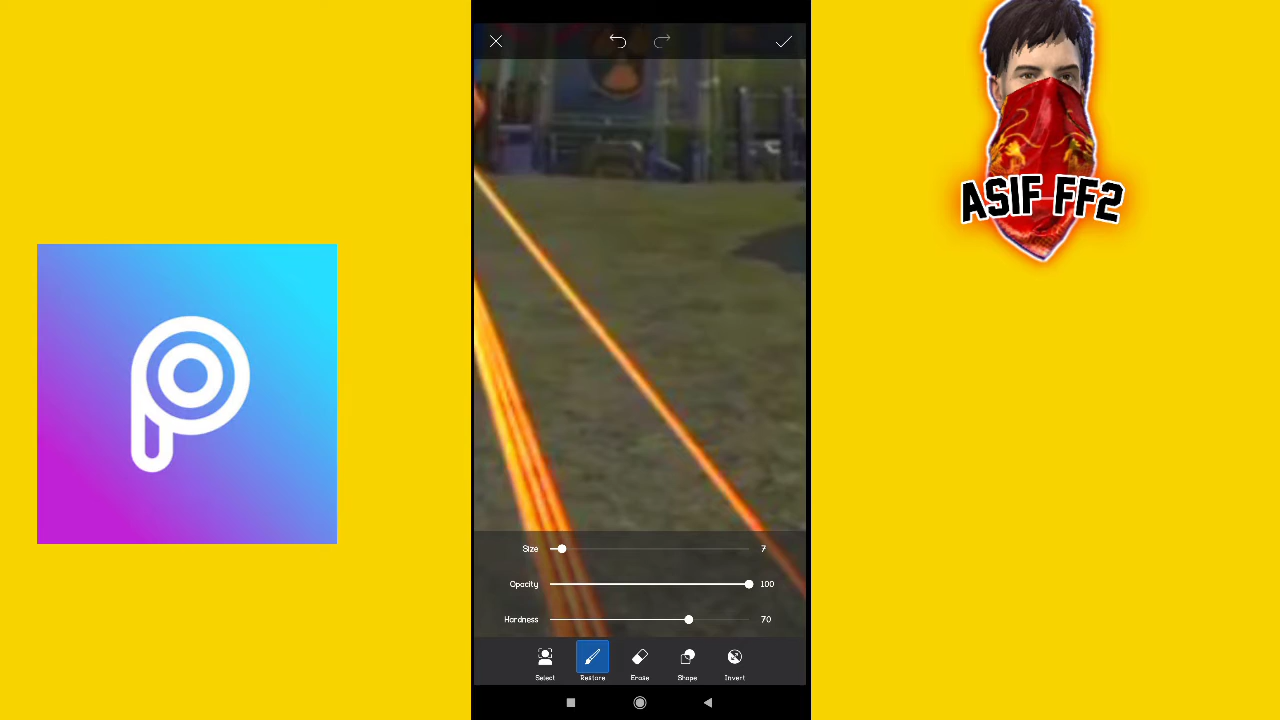 ASIF FF2
Size 7
Opacity 100
Hardness 70
Select Restore Erase Shape Invert